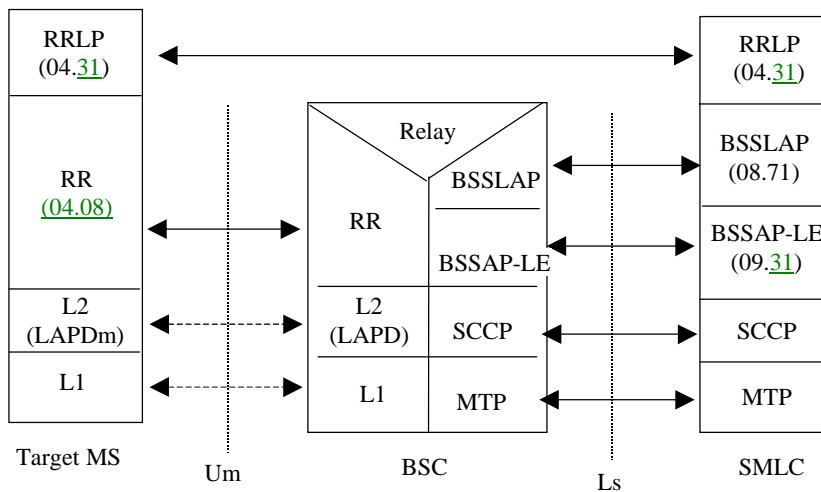 RRLP
(04.31)
RR
(04.08)
L2
(LAPDm)
L1
Target MS
Um
Relay
RR
BSSLAP
BSSAP-LE
L2
(LAPD)
SCCP
L1
MTP
BSC
Ls
RRLP
(04.31)
BSSLAP
(08.71)
BSSAP-LE
(09.31)
SCCP
MTP
SMLC